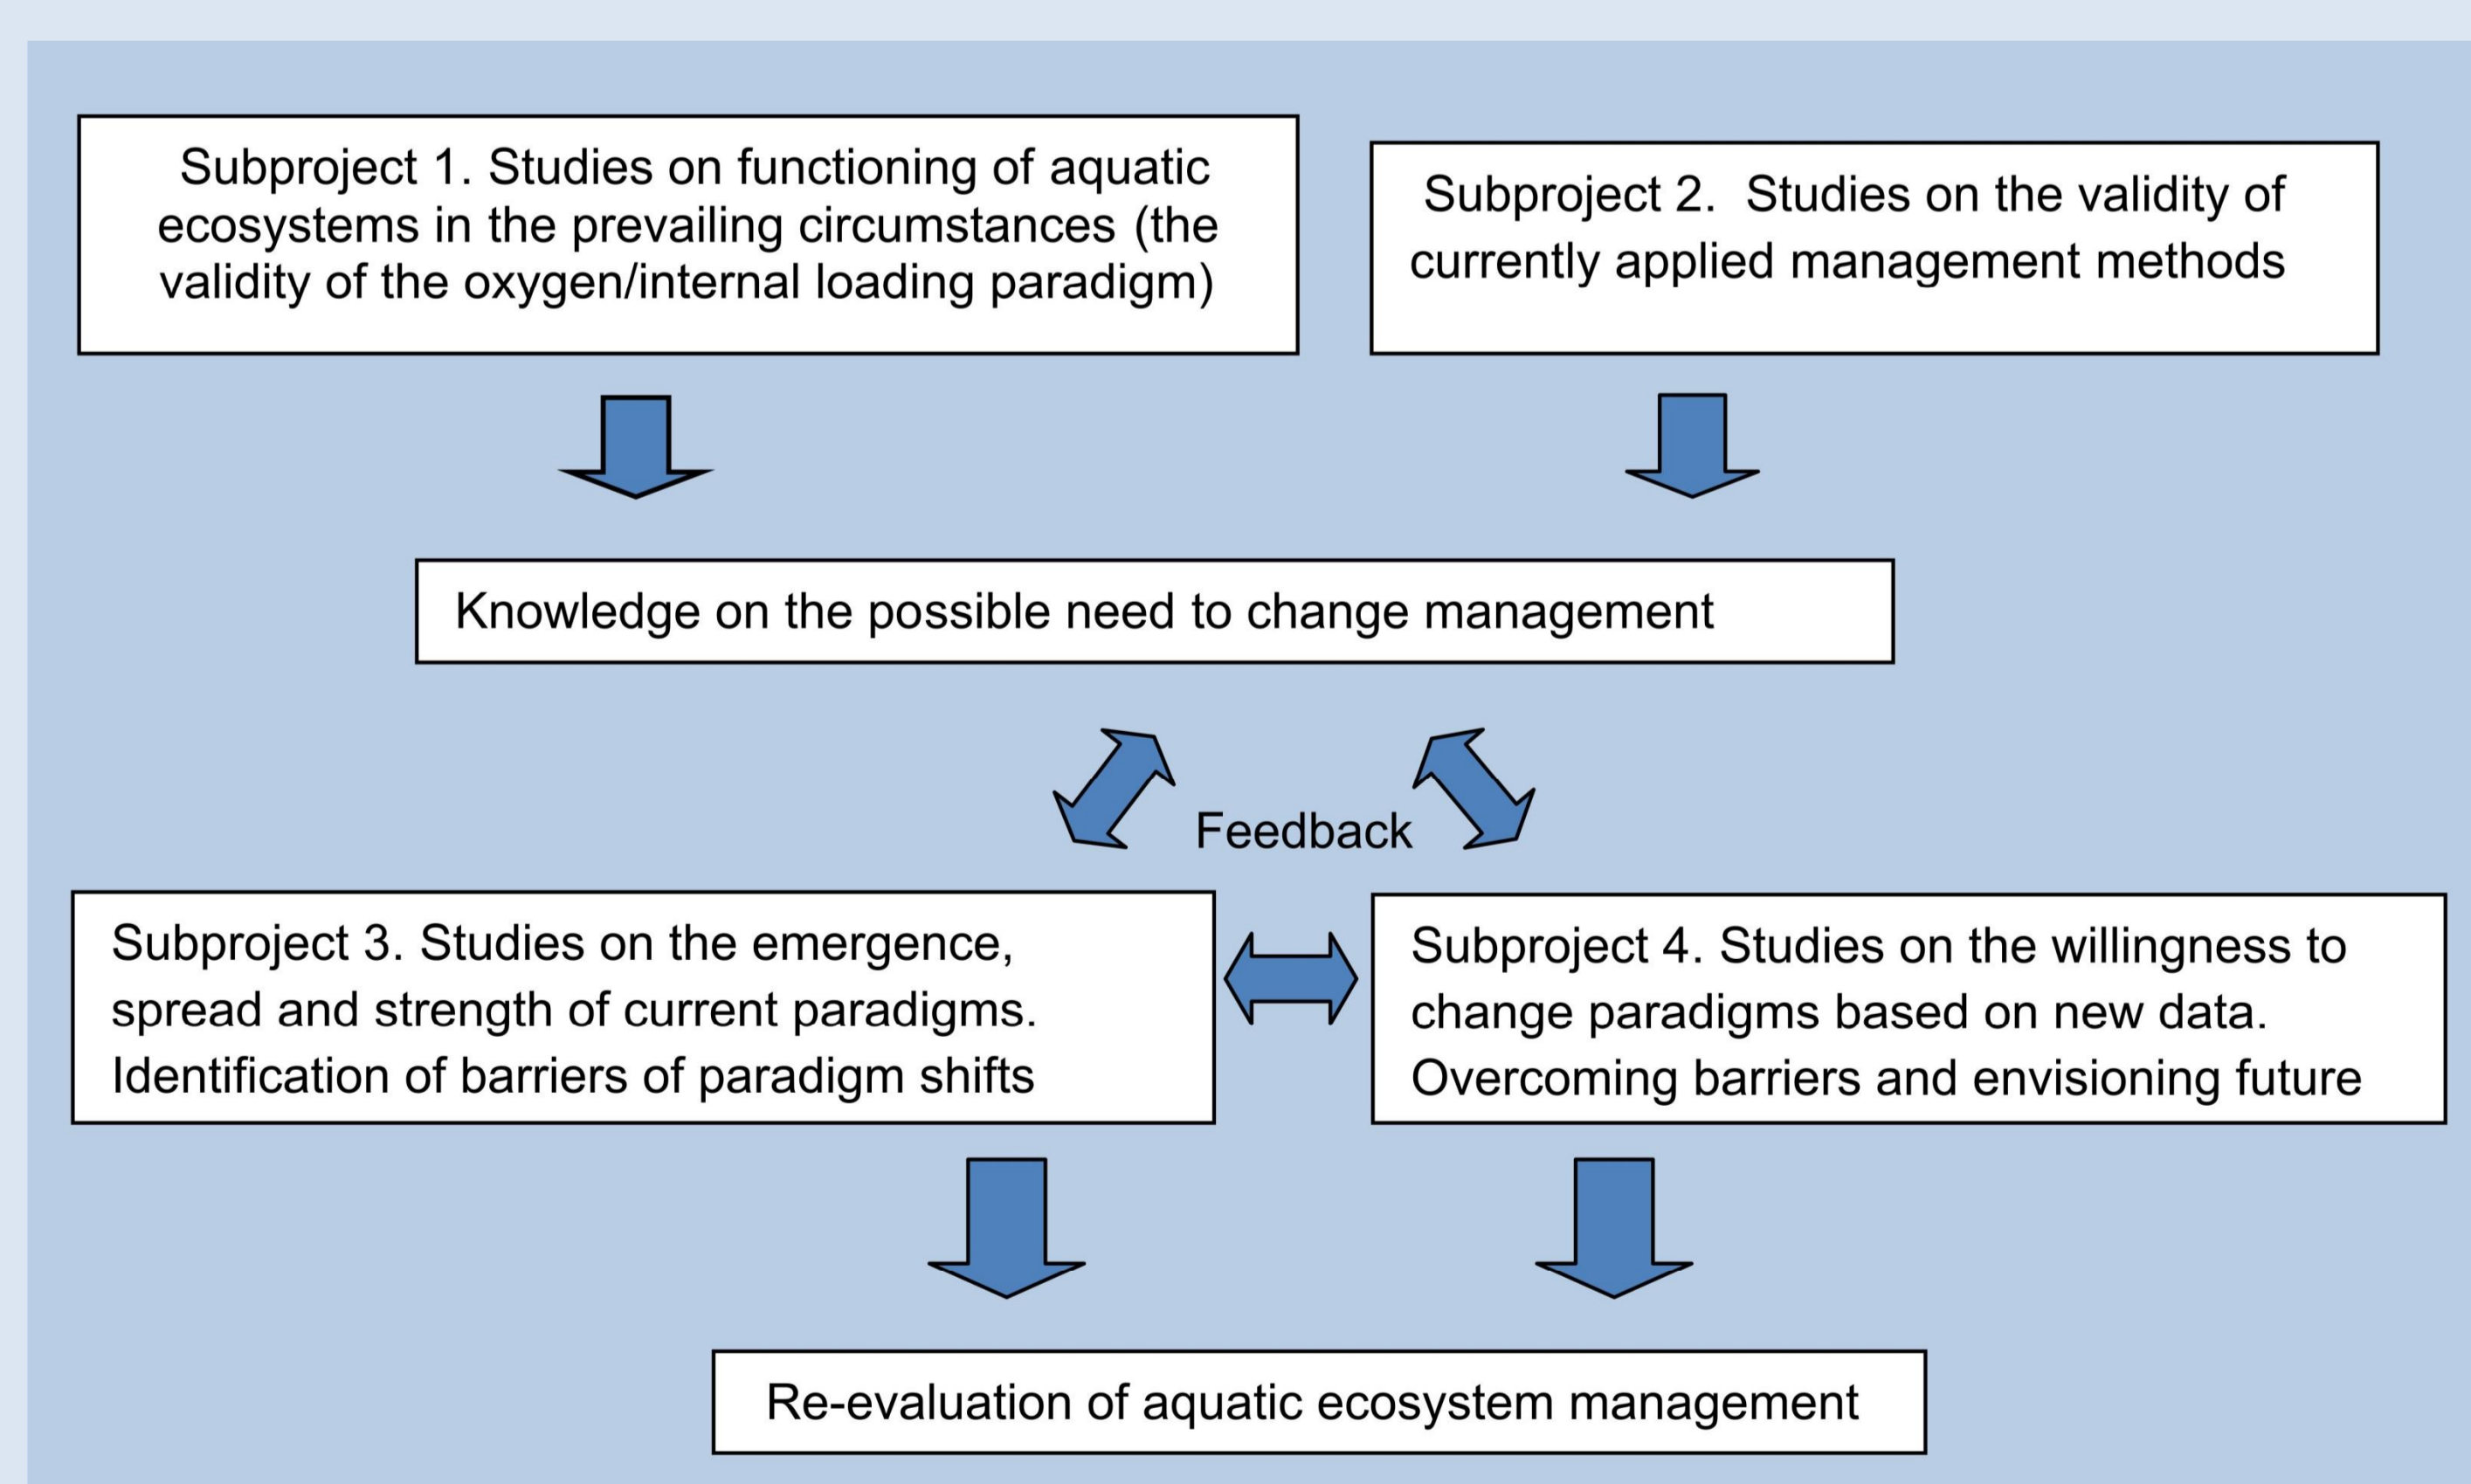 Subproject 1. Studies on functioning of aquatic
ecosystems in the prevailing circumstances (the
validity of the oxygen/internal loading paradigm)
Subproject 2.  Studies on the validity of
currently applied management methods
Knowledge on the possible need to change management
Feedback
Subproject 3. Studies on the emergence,
spread and strength of current paradigms.
Identification of barriers of paradigm shifts
Subproject 4. Studies on the willingness to
change paradigms based on new data.
Overcoming barriers and envisioning future
Re-evaluation of aquatic ecosystem management